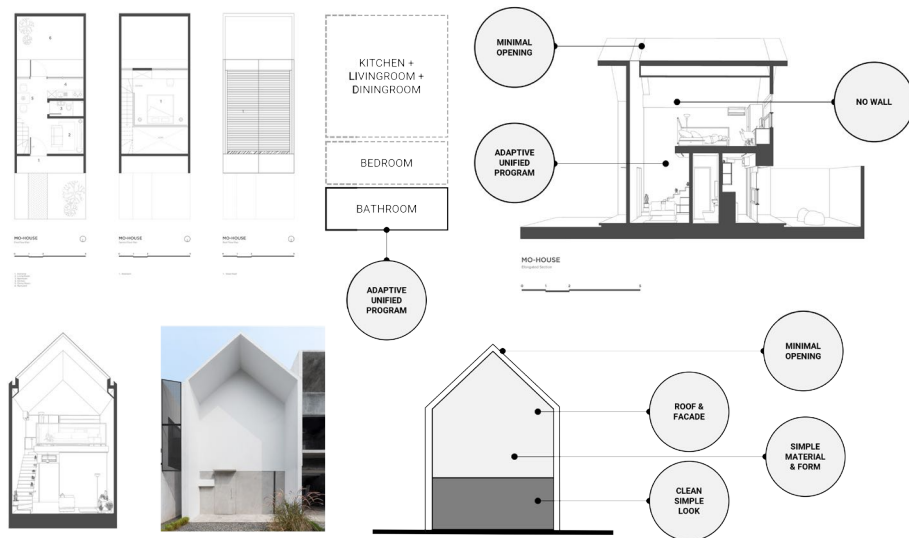 MINIMAL
OPENING
KITCHEN +
LIVINGROOM +
DININGROOM
NO WALL
ADAPTIVE
UNIFIED
PROGRAM
BEDROOM
BATHROOM
MO-HOUSE
MO-HOUSE
MO-HOUSE
MO-HOUSE
ADAPTIVE
UNIFIED
PROGRAM
MINIMAL
OPENING
ROOF &
FACADE
SIMPLE
MATERIAL
& FORM
CLEAN
SIMPLE
LOOK